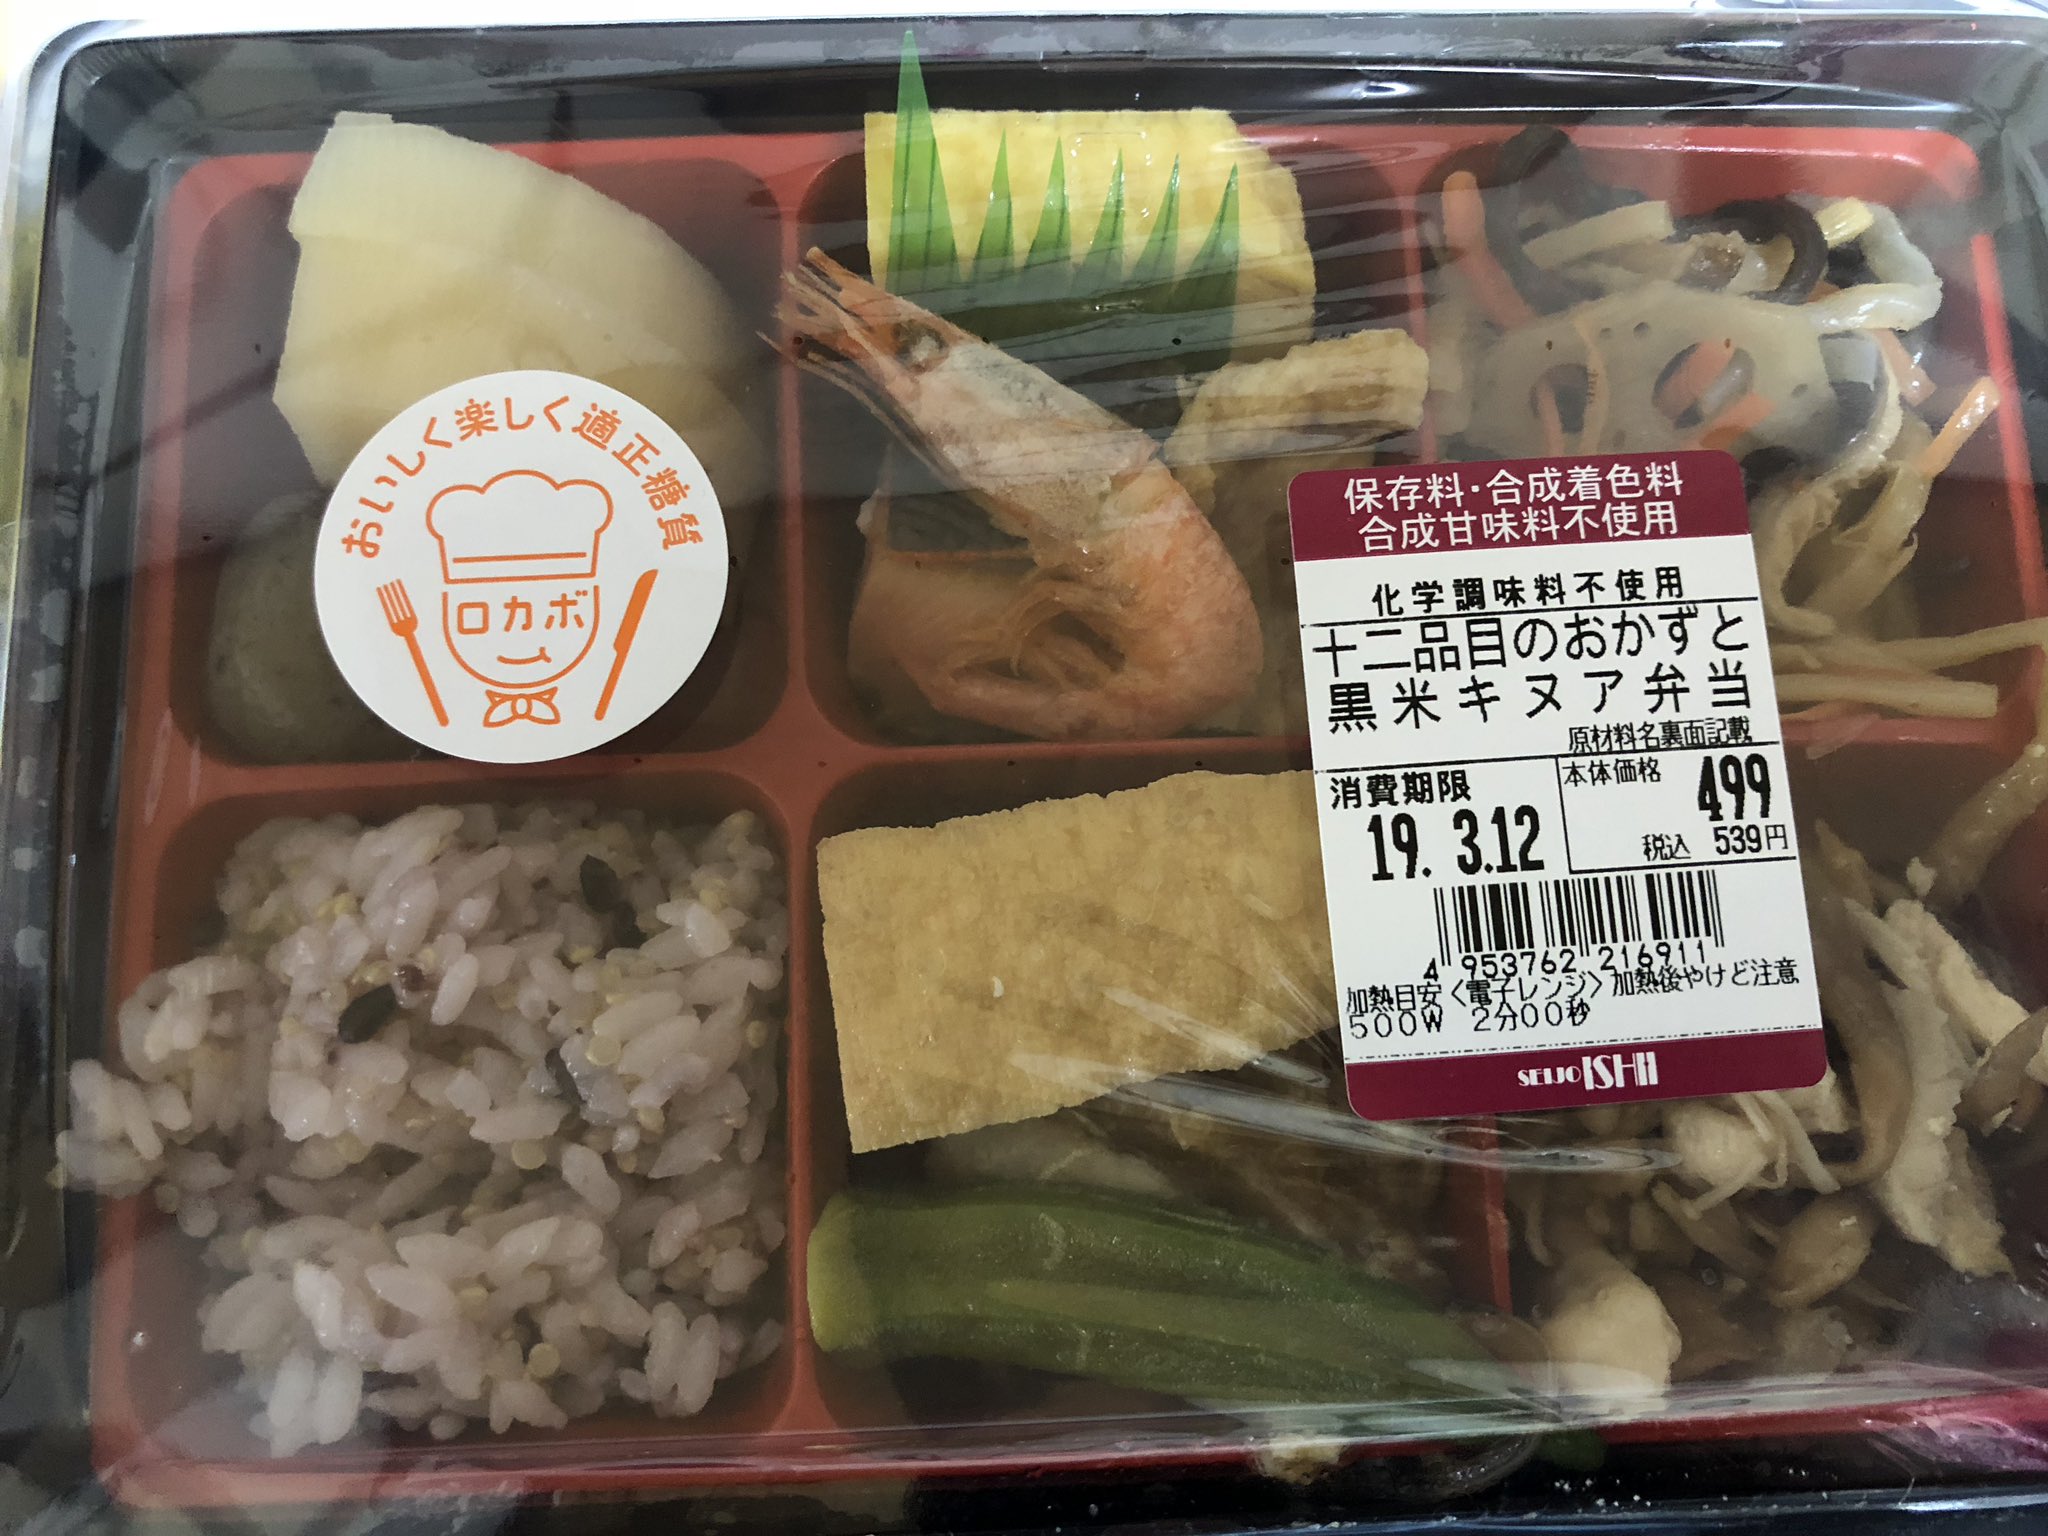 おいしく楽しく適正糖質
ロカボ
保存料・合成着色料
合成甘味料不使用
化学調味料不使用
十二品目のおかずと
黒米キヌア弁当
原材料名裏面記載
消費期限
19. 3.12
本体価格
499
税込 539円
4 953762 216911
加熱目安<電子レンジ>加熱後やけど注意
500W 2分00秒
SEIJO ISHII